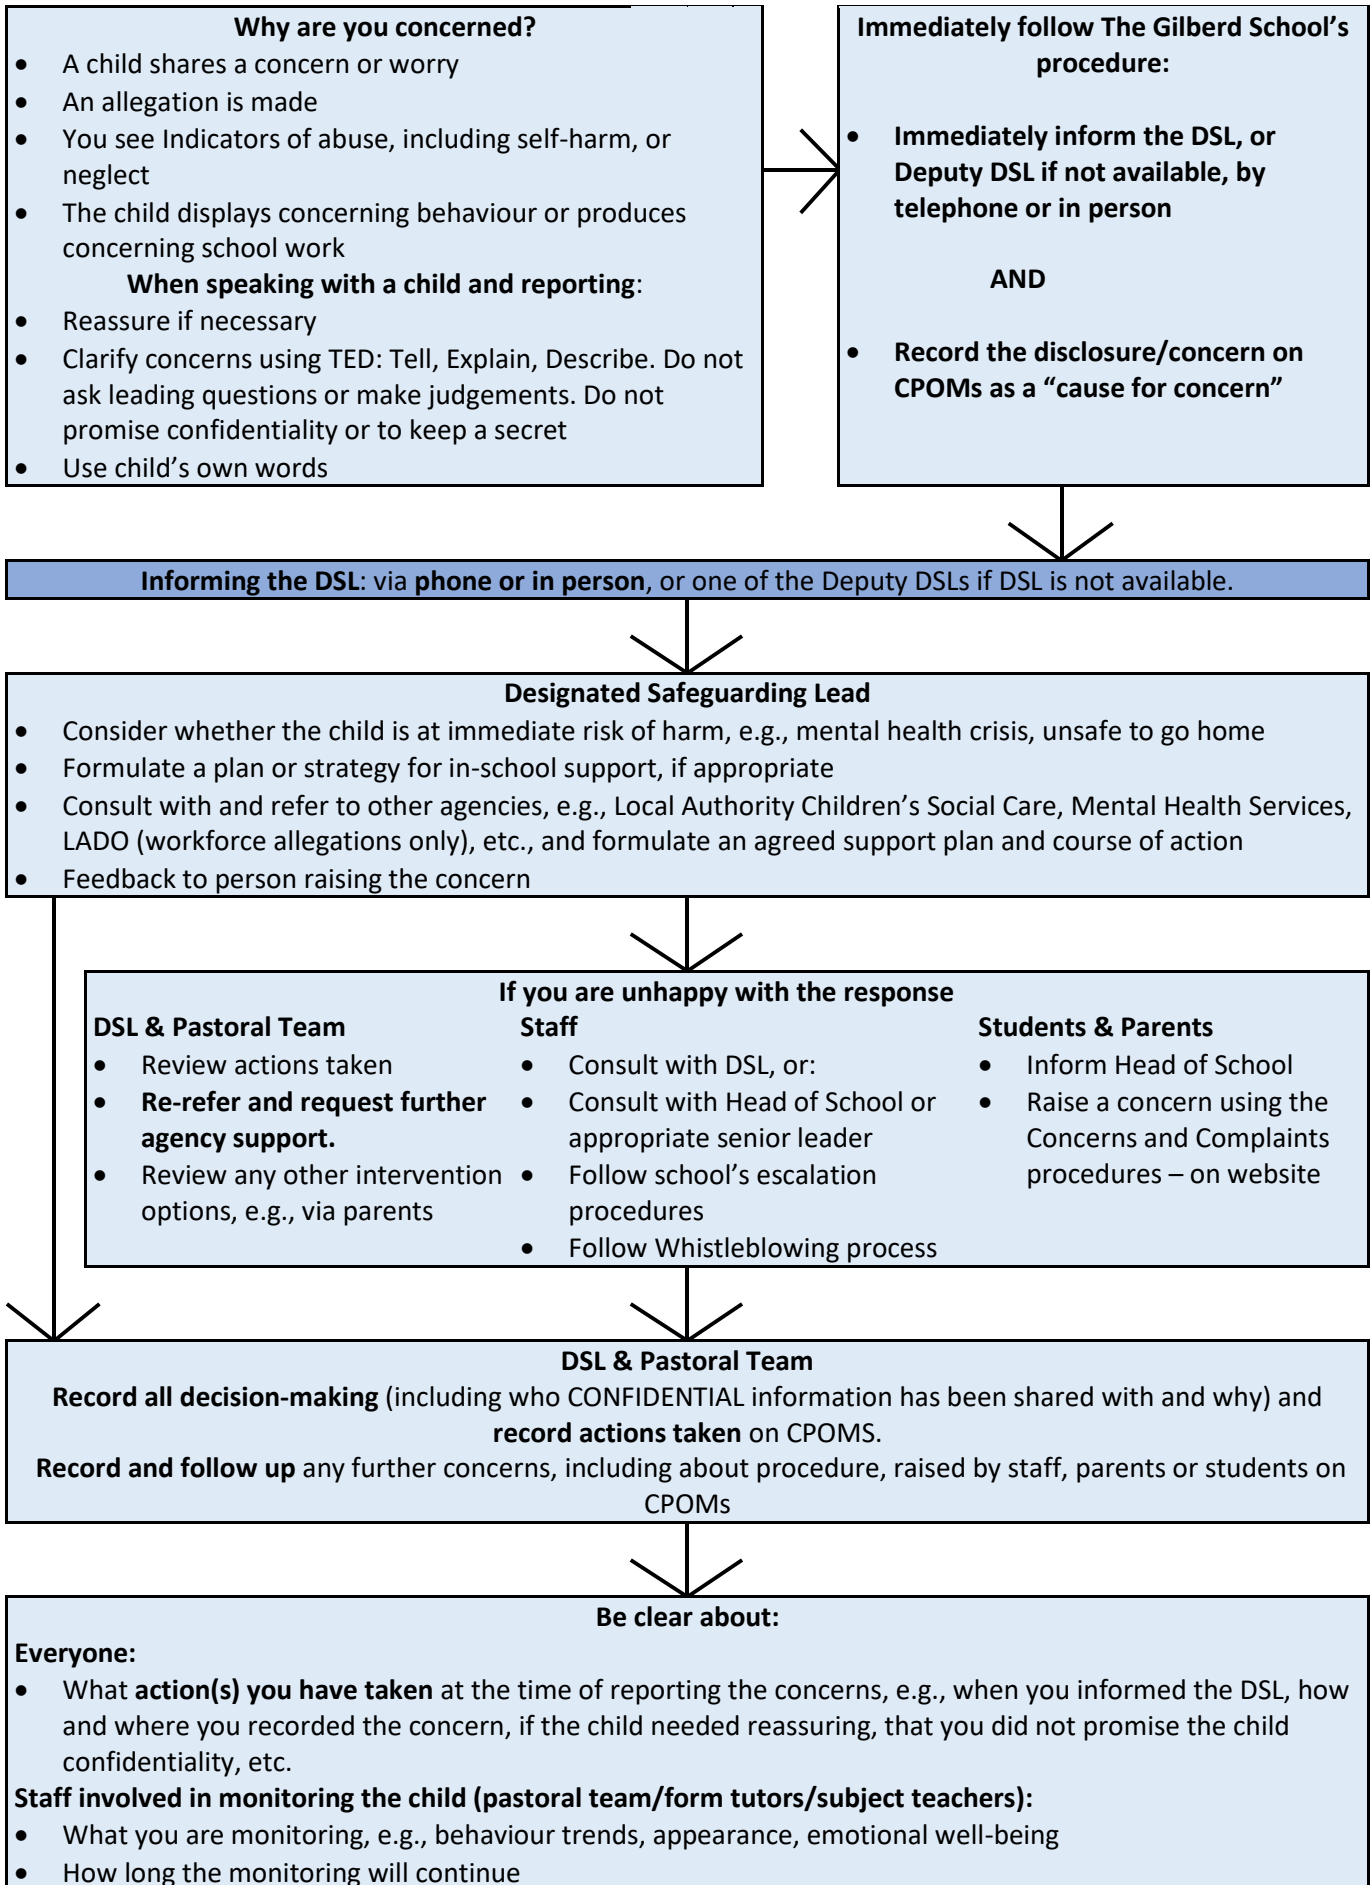 Why are you concerned?
• A child shares a concern or worry
• An allegation is made
• You see Indicators of abuse, including self-harm, or
neglect
• The child displays concerning behaviour or produces
concerning school work
When speaking with a child and reporting:
• Reassure if necessary
• Clarify concerns using TED: Tell, Explain, Describe. Do not
ask leading questions or make judgements. Do not
promise confidentiality or to keep a secret
• Use child’s own words
Immediately follow The Gilberd School’s
procedure:
• Immediately inform the DSL, or
Deputy DSL if not available, by
telephone or in person
AND
• Record the disclosure/concern on
CPOMs as a “cause for concern”
Informing the DSL: via phone or in person, or one of the Deputy DSLs if DSL is not available.
Designated Safeguarding Lead
• Consider whether the child is at immediate risk of harm, e.g., mental health crisis, unsafe to go home
• Formulate a plan or strategy for in-school support, if appropriate
• Consult with and refer to other agencies, e.g., Local Authority Children’s Social Care, Mental Health Services,
LADO (workforce allegations only), etc., and formulate an agreed support plan and course of action
• Feedback to person raising the concern
If you are unhappy with the response
DSL & Pastoral Team
• Review actions taken
• Re-refer and request further
agency support.
• Review any other intervention
options, e.g., via parents
Staff
• Consult with DSL, or:
• Consult with Head of School or
appropriate senior leader
• Follow school’s escalation
procedures
• Follow Whistleblowing process
Students & Parents
• Inform Head of School
• Raise a concern using the
Concerns and Complaints
procedures – on website
DSL & Pastoral Team
Record all decision-making (including who CONFIDENTIAL information has been shared with and why) and
record actions taken on CPOMS.
Record and follow up any further concerns, including about procedure, raised by staff, parents or students on
CPOMs
Be clear about:
Everyone:
• What action(s) you have taken at the time of reporting the concerns, e.g., when you informed the DSL, how
and where you recorded the concern, if the child needed reassuring, that you did not promise the child
confidentiality, etc.
Staff involved in monitoring the child (pastoral team/form tutors/subject teachers):
• What you are monitoring, e.g., behaviour trends, appearance, emotional well-being
• How long the monitoring will continue